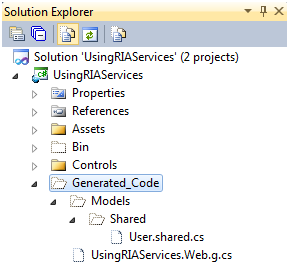 Solution Explorer
Solution 'UsingRIAServices' (2 projects)
UsingRIAServices
Properties
References
Assets
Bin
Controls
Generated_Code
Models
Shared
User.shared.cs
UsingRIAServices.Web.g.cs